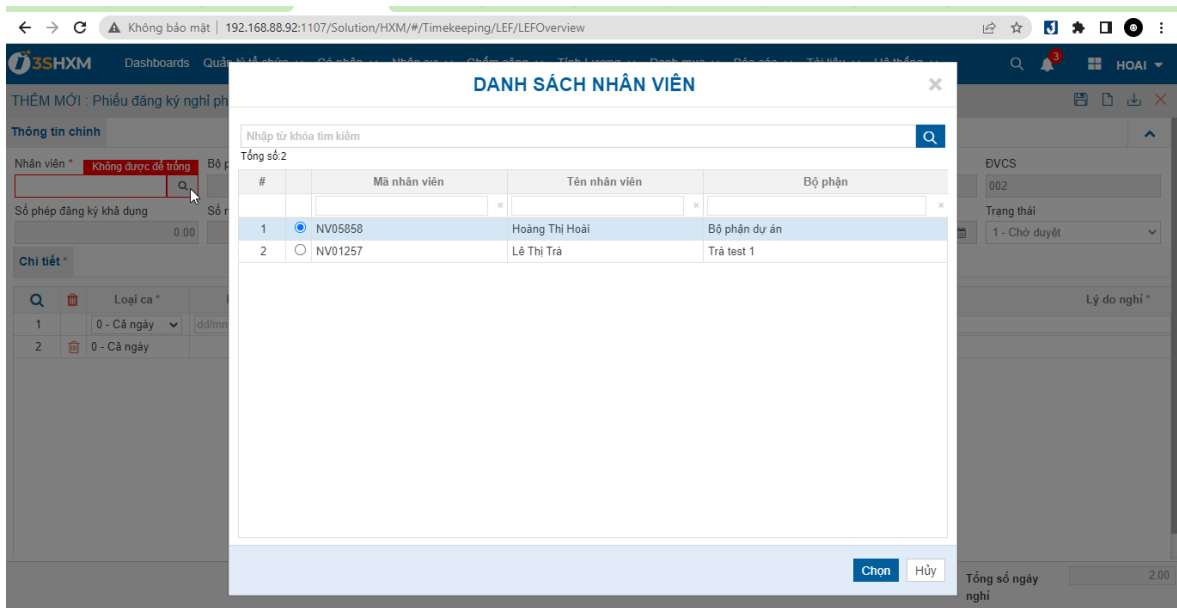 Không bảo mật | 192.168.88.92:1107/Solution/HXM/#/Timekeeping/LEF/LEFOverview
3SHXM Dashboards 3 HOAI
THÊM MỚI : Phiếu đăng ký nghỉ ph
DANH SÁCH NHÂN VIÊN
Thông tin chính
Nhập từ khóa tìm kiếm
Tổng số:2
Nhân viên * Không được để trống Bộ p
ĐVCS
002
Số phép đăng ký khả dụng
0.00
Trạng thái
1 - Chờ duyệt
# Mã nhân viên Tên nhân viên Bộ phận
1 NV05858 Hoàng Thị Hoài Bộ phận dự án
2 NV01257 Lê Thị Trà Trà test 1
Chi tiết *
Loại ca * Lý do nghỉ *
1 0 - Cả ngày dd/mm
2 0 - Cả ngày
Chọn Hủy
Tổng số ngày nghỉ 2.00